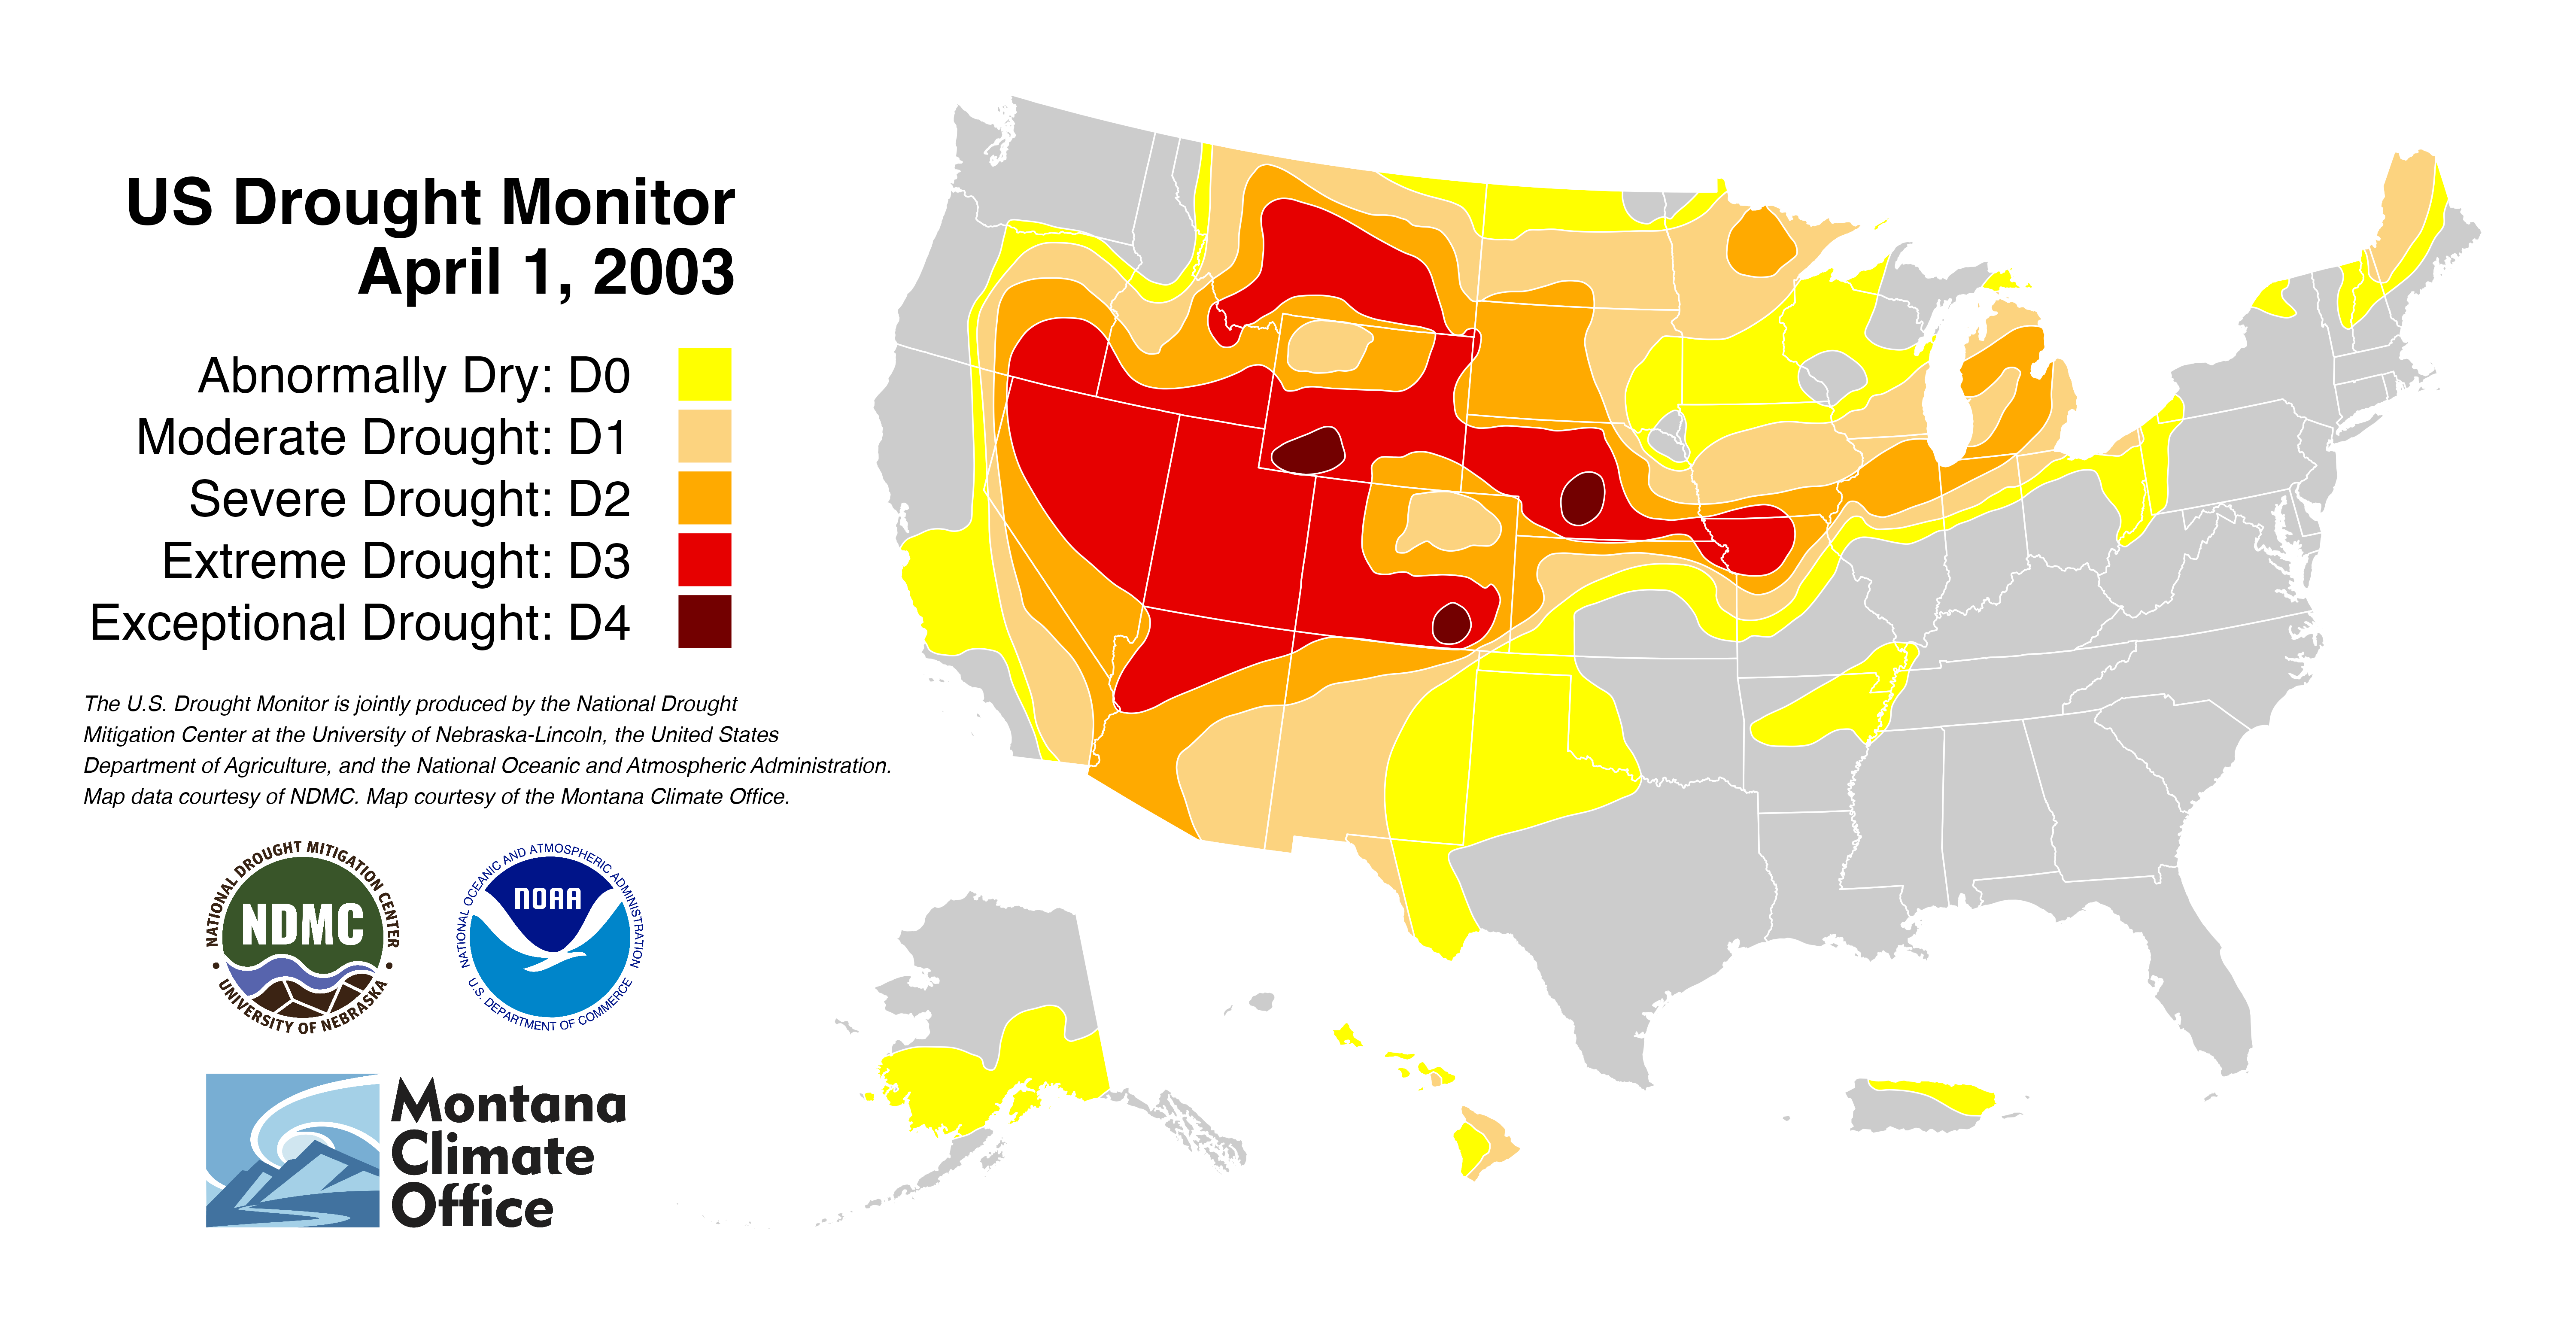 US Drought Monitor
April 1, 2003
Abnormally Dry: D0
Moderate Drought: D1
Severe Drought: D2
Extreme Drought: D3
Exceptional Drought: D4
The U.S. Drought Monitor is jointly produced by the National Drought
Mitigation Center at the University of Nebraska-Lincoln, the United States
Department of Agriculture, and the National Oceanic and Atmospheric Administration.
Map data courtesy of NDMC. Map courtesy of the Montana Climate Office.
NATIONAL DROUGHT MITIGATION CENTER
NDMC
• UNIVERSITY OF NEBRASKA •
NATIONAL OCEANIC AND ATMOSPHERIC ADMINISTRATION
NOAA
U.S. DEPARTMENT OF COMMERCE
Montana
Climate
Office